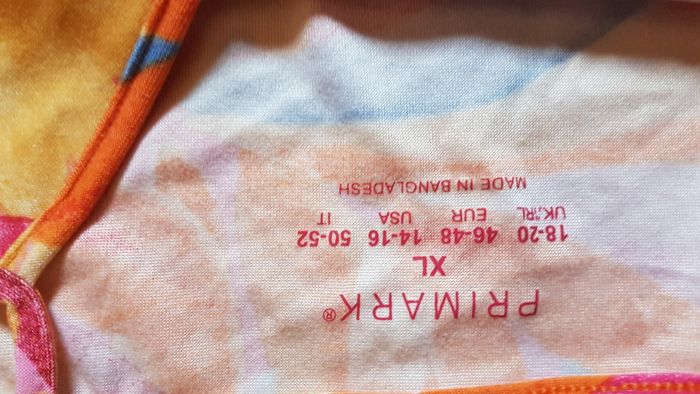 PRIMARK®
XL
18-20 46-48 14-16 50-52
UK/IRL EUR USA IT
MADE IN BANGLADESH